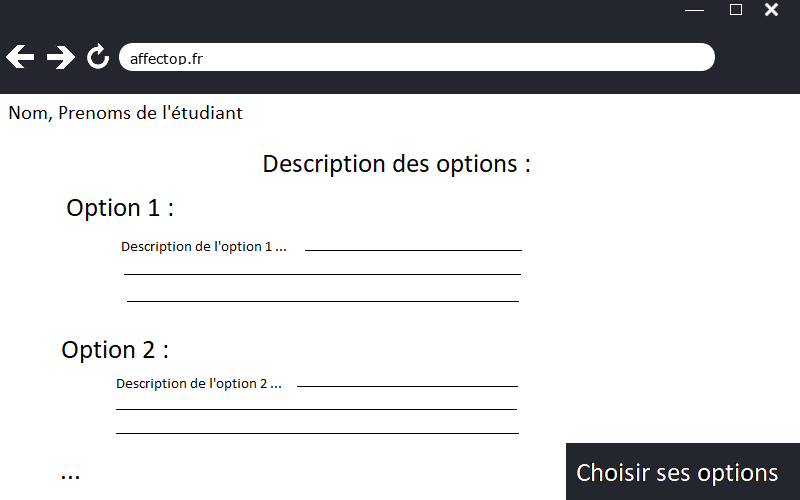 affectop.fr
Nom, Prenoms de l'étudiant
Description des options :
Option 1 :
Description de l'option 1 ...
Option 2 :
Description de l'option 2 ...
...
Choisir ses options